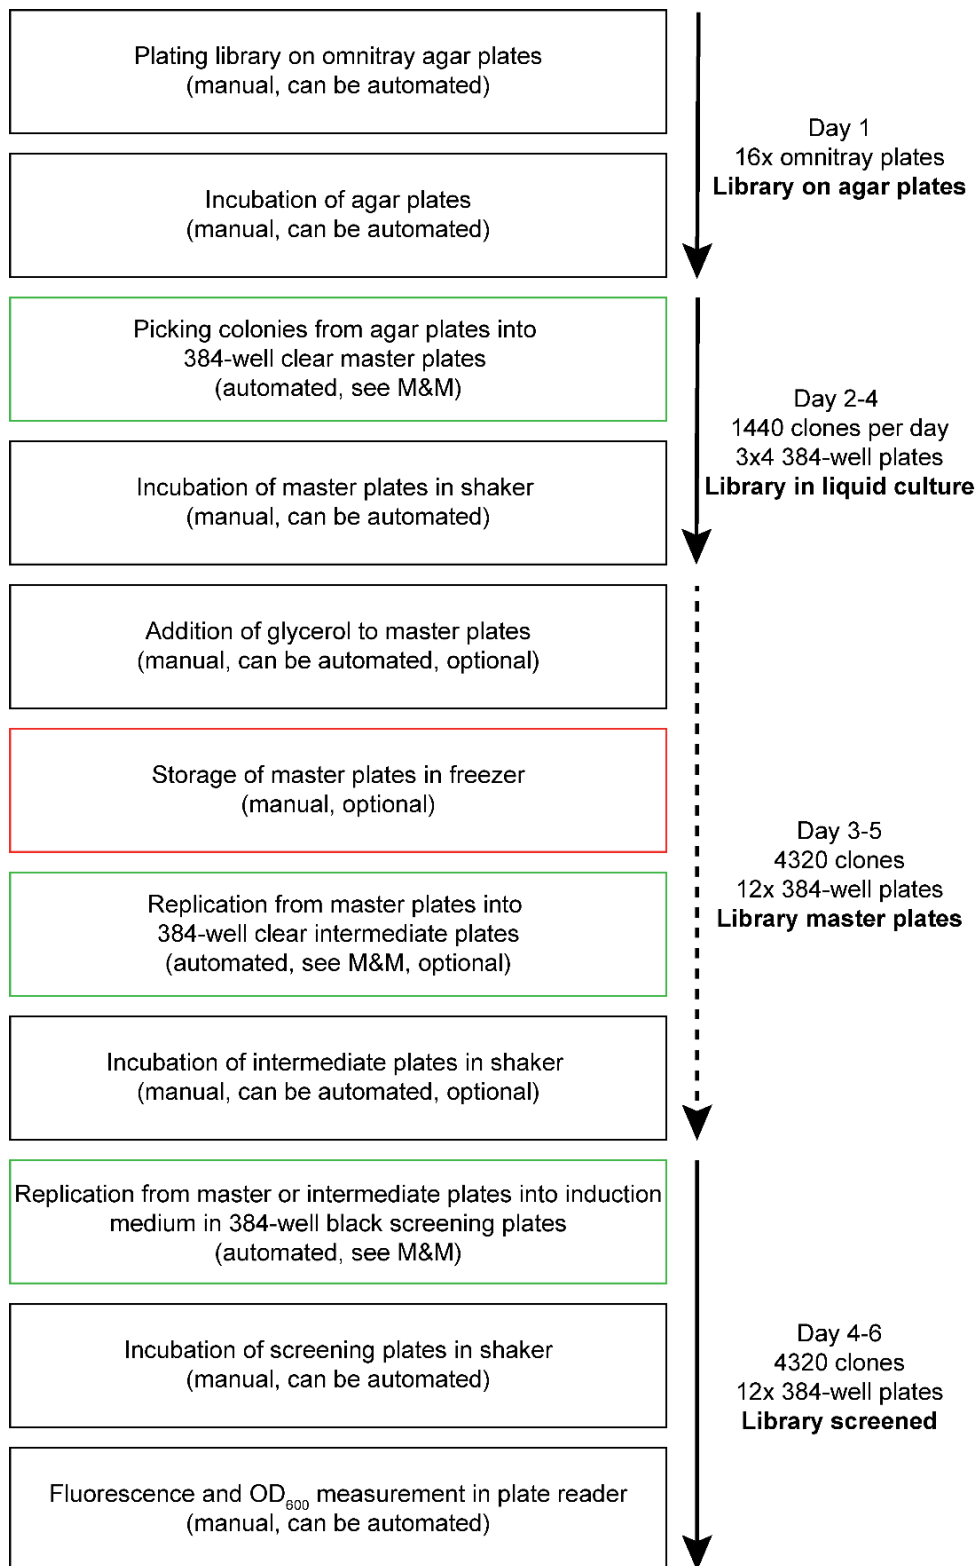 Plating library on omnitray agar plates
(manual, can be automated)
Incubation of agar plates
(manual, can be automated)
Day 1
16x omnitray plates
Library on agar plates
Picking colonies from agar plates into
384-well clear master plates
(automated, see M&M)
Incubation of master plates in shaker
(manual, can be automated)
Day 2-4
1440 clones per day
3x4 384-well plates
Library in liquid culture
Addition of glycerol to master plates
(manual, can be automated, optional)
Storage of master plates in freezer
(manual, optional)
Replication from master plates into
384-well clear intermediate plates
(automated, see M&M, optional)
Incubation of intermediate plates in shaker
(manual, can be automated, optional)
Day 3-5
4320 clones
12x 384-well plates
Library master plates
Replication from master or intermediate plates into induction
medium in 384-well black screening plates
(automated, see M&M)
Incubation of screening plates in shaker
(manual, can be automated)
Fluorescence and OD600 measurement in plate reader
(manual, can be automated)
Day 4-6
4320 clones
12x 384-well plates
Library screened